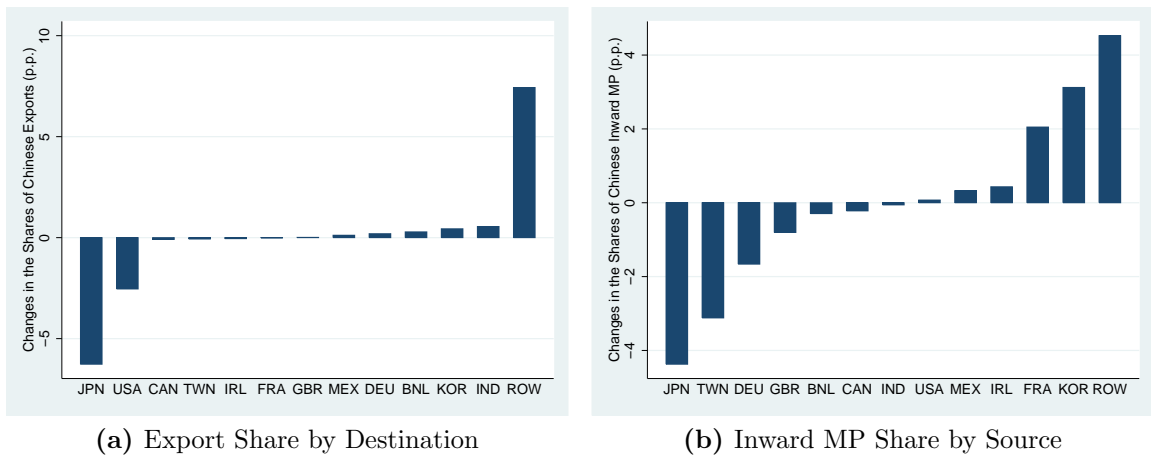 Changes in the Shares of Chinese Exports (p.p.)
10
5
0
−5
JPN USA CAN TWN IRL FRA GBR MEX DEU BNL KOR IND ROW
(a) Export Share by Destination
Changes in the Shares of Chinese Inward MP (p.p.)
4
2
0
−2
−4
JPN TWN DEU GBR BNL CAN IND USA MEX IRL FRA KOR ROW
(b) Inward MP Share by Source